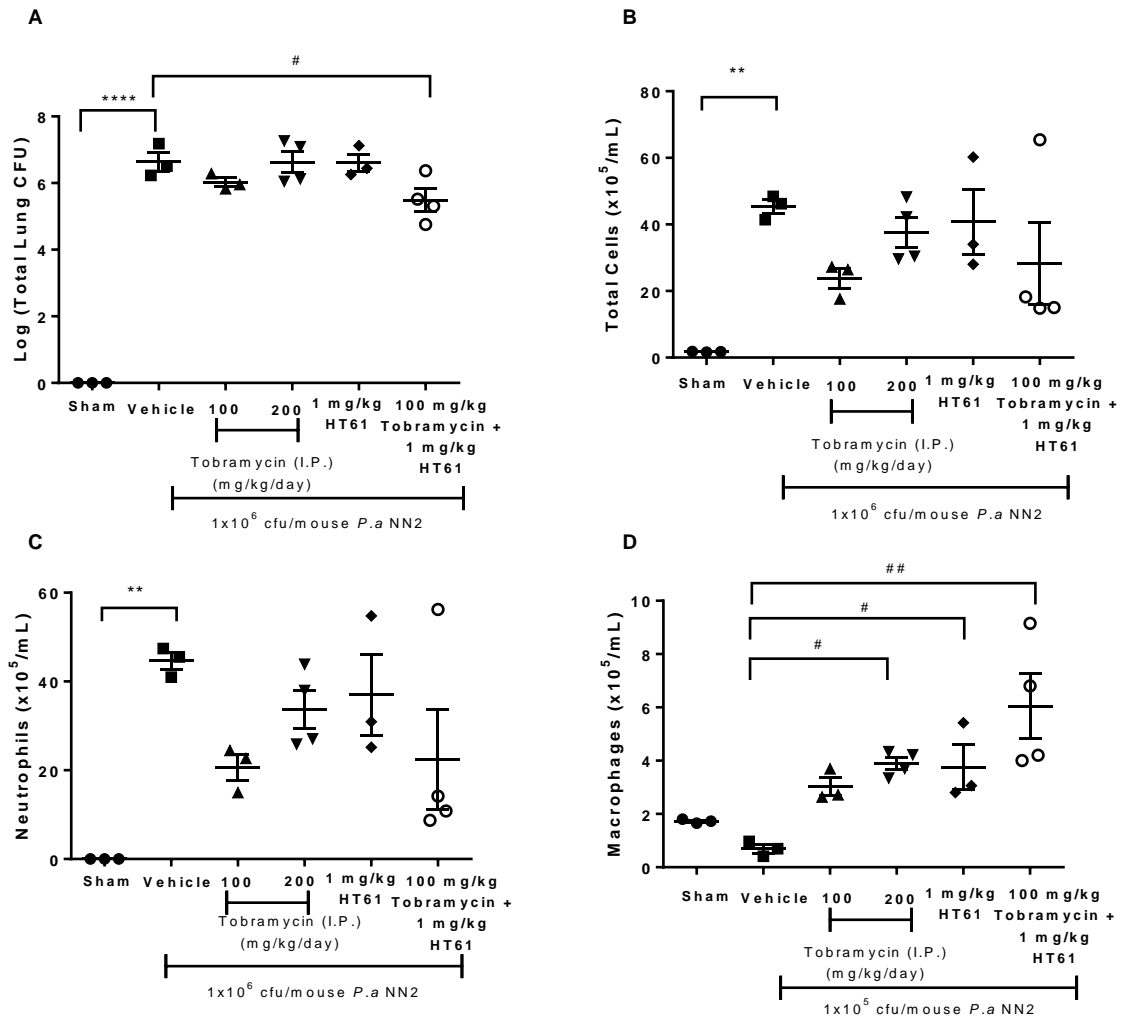 A
#
****
Log (Total Lung CFU)
8
6
4
2
0
Sham
Vehicle
100
200
1 mg/kg
HT61
100 mg/kg
Tobramycin +
1 mg/kg
HT61
Tobramycin (I.P.)
(mg/kg/day)
1x10⁶ cfu/mouse P.a NN2
B
**
Total Cells (x10⁵/mL)
80
60
40
20
0
Sham
Vehicle
100
200
1 mg/kg
HT61
100 mg/kg
Tobramycin +
1 mg/kg
HT61
Tobramycin (I.P.)
(mg/kg/day)
1x10⁶ cfu/mouse P.a NN2
C
**
Neutrophils (x10⁵/mL)
60
40
20
0
Sham
Vehicle
100
200
1 mg/kg
HT61
100 mg/kg
Tobramycin +
1 mg/kg
HT61
Tobramycin (I.P.)
(mg/kg/day)
1x10⁶ cfu/mouse P.a NN2
D
##
#
#
Macrophages (x10⁵/mL)
10
8
6
4
2
0
Sham
Vehicle
100
200
1 mg/kg
HT61
100 mg/kg
Tobramycin +
1 mg/kg
HT61
Tobramycin (I.P.)
(mg/kg/day)
1x10⁵ cfu/mouse P.a NN2